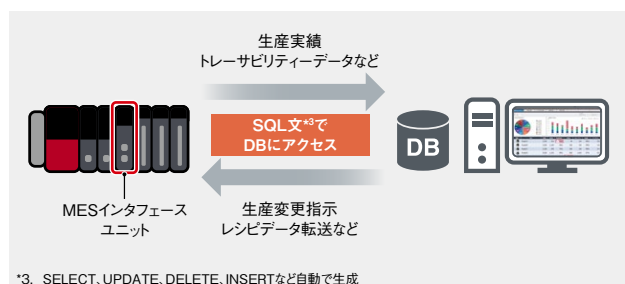 生産実績
トレーサビリティーデータなど
SQL文*3で
DBにアクセス
DB
MESインタフェース
ユニット
生産変更指示
レシピデータ転送など
*3. SELECT、UPDATE、DELETE、INSERTなど自動で生成